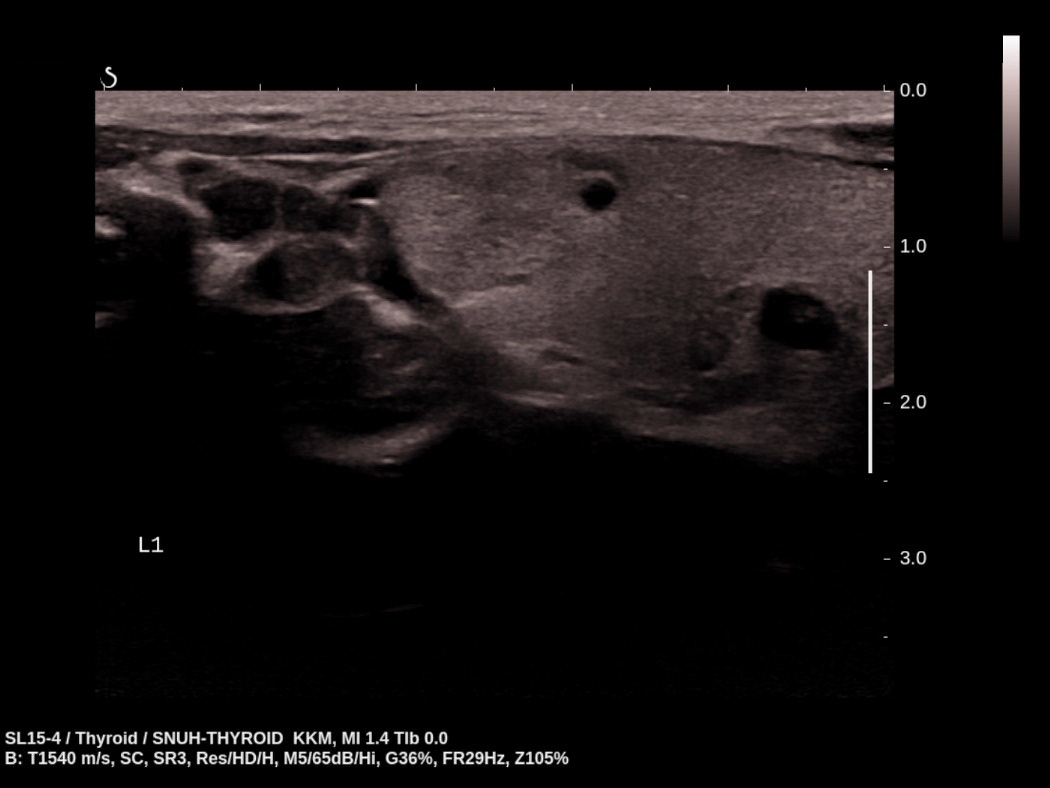 S
0.0
1.0
2.0
L1
3.0
SL15-4 / Thyroid / SNUH-THYROID KKM, MI 1.4 TIb 0.0
B: T1540 m/s, SC, SR3, Res/HD/H, M5/65dB/Hi, G36%, FR29Hz, Z105%